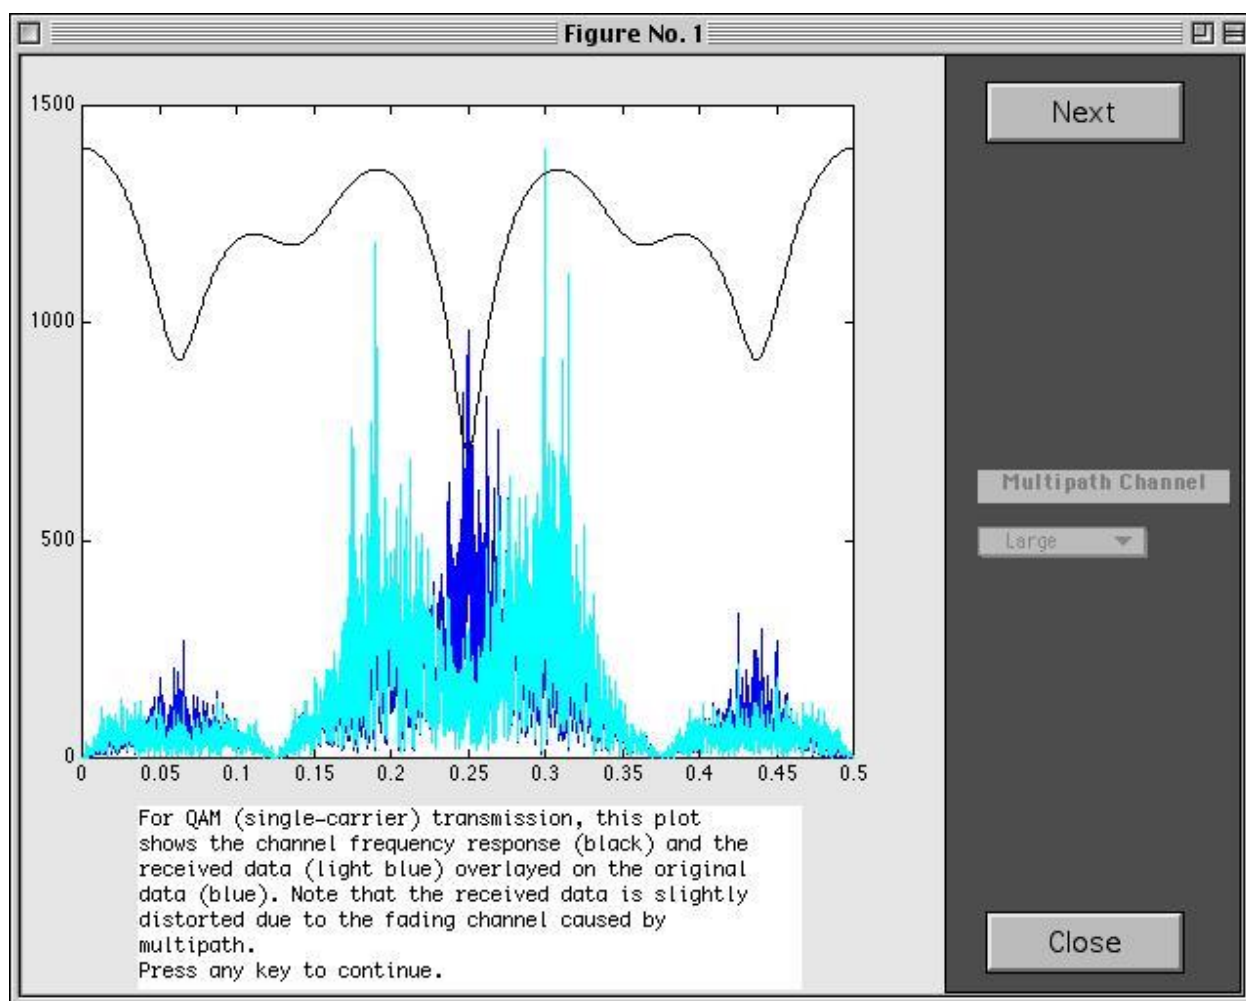 Figure No. 1
Next
1500
1000
500
0
0 0.05 0.1 0.15 0.2 0.25 0.3 0.35 0.4 0.45 0.5
Multipath Channel
Large
For QAM (single-carrier) transmission, this plot
shows the channel frequency response (black) and the
received data (light blue) overlayed on the original
data (blue). Note that the received data is slightly
distorted due to the fading channel caused by
multipath.
Press any key to continue.
Close